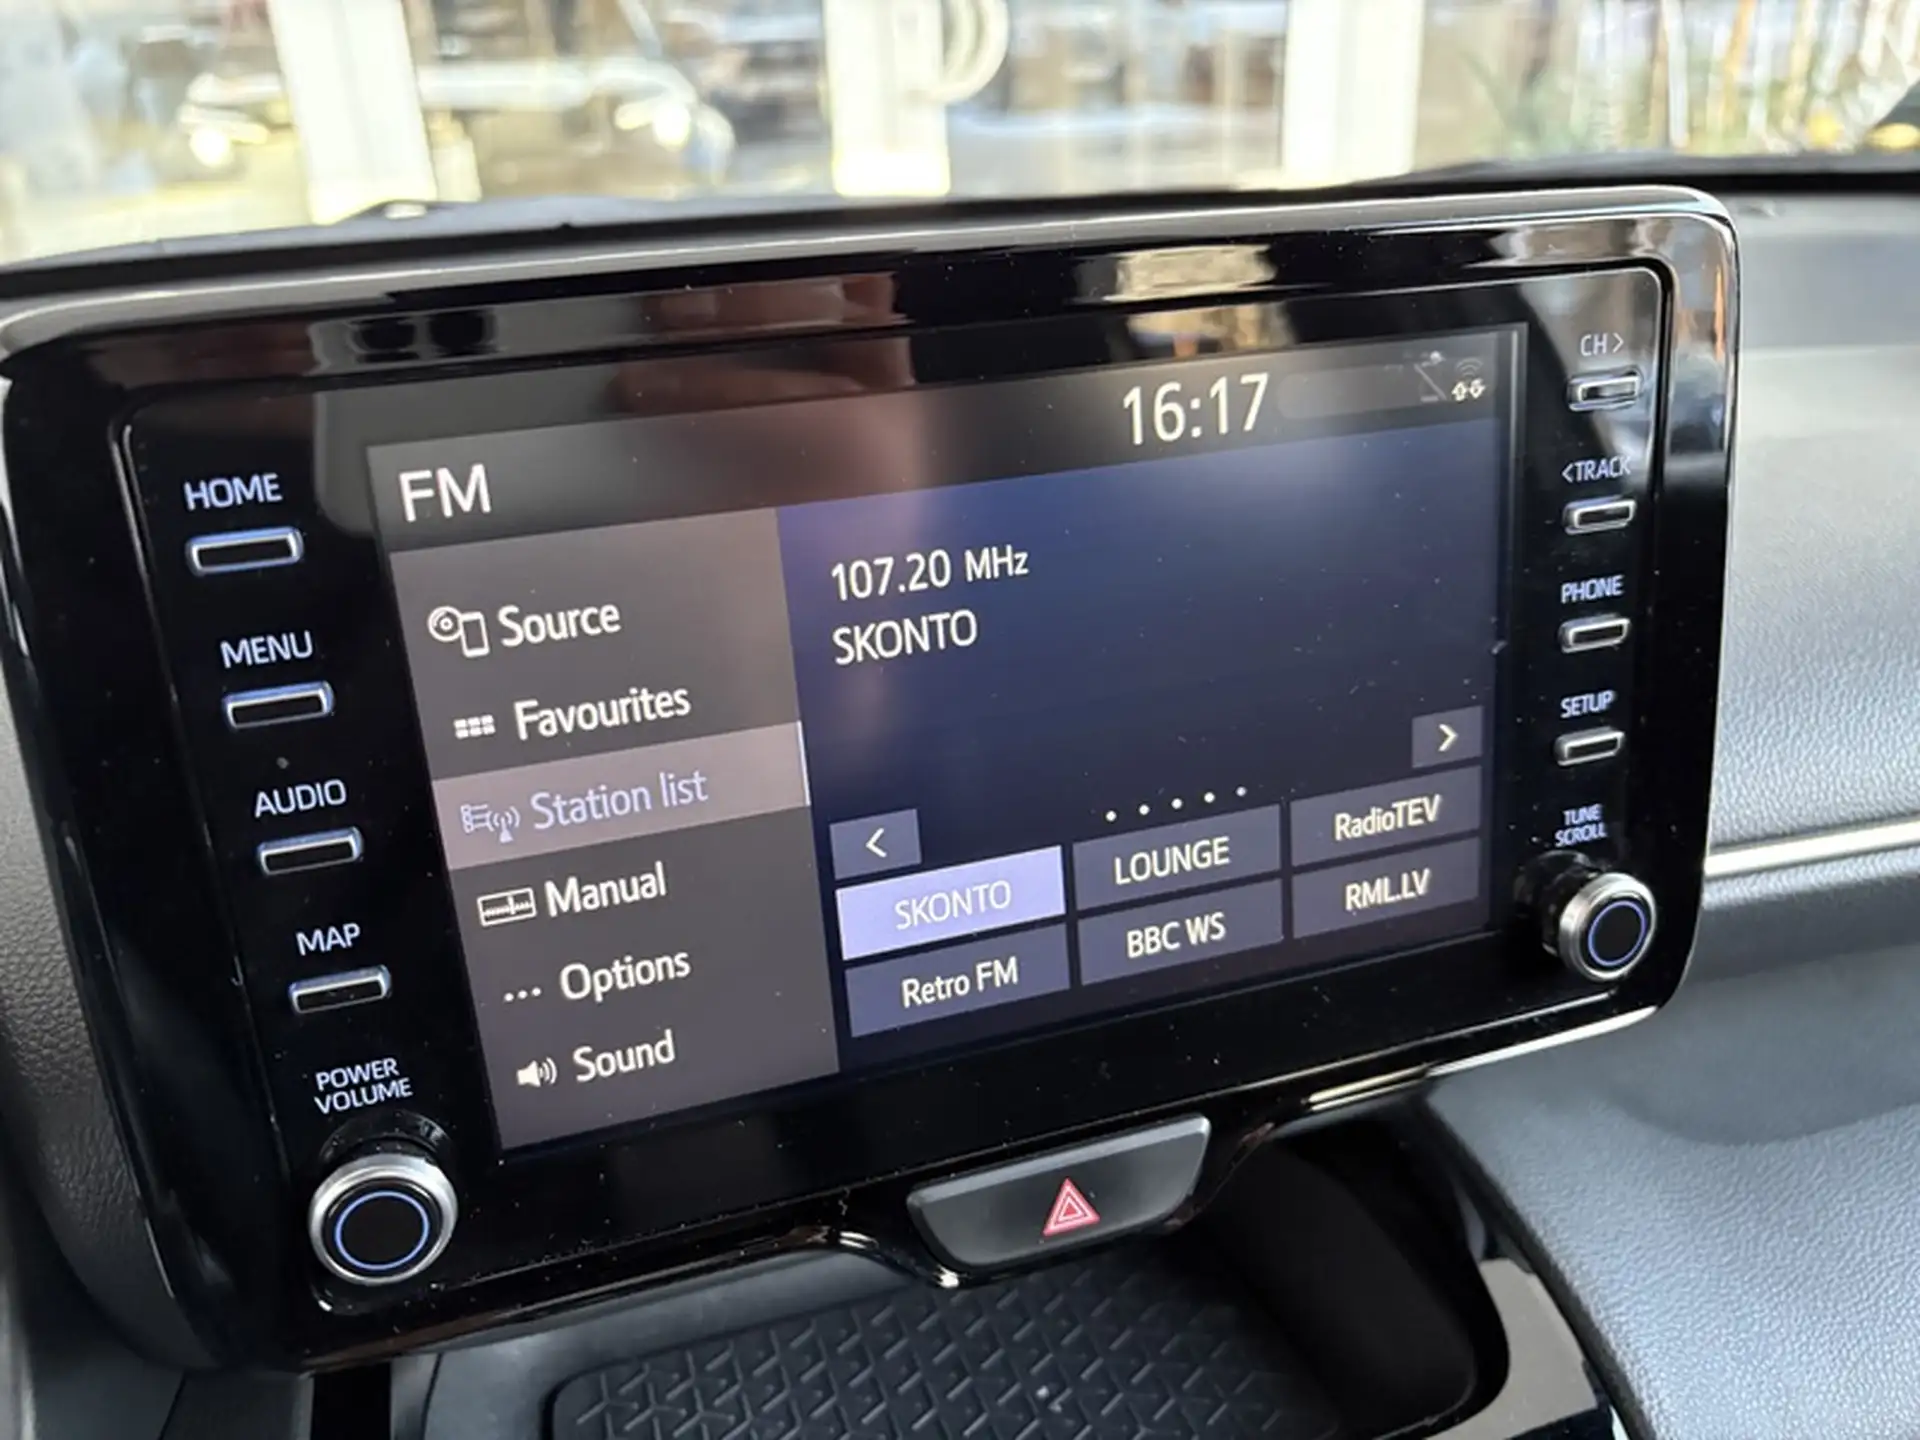 16:17
FM
HOME
MENU
AUDIO
MAP
POWER
VOLUME
Source
Favourites
Station list
Manual
... Options
Sound
107.20 MHz
SKONTO
<
>
SKONTO
LOUNGE
RadioTEV
Retro FM
BBC WS
RML.LV
CH>
<TRACK
PHONE
SETUP
TUNE
SCROLL